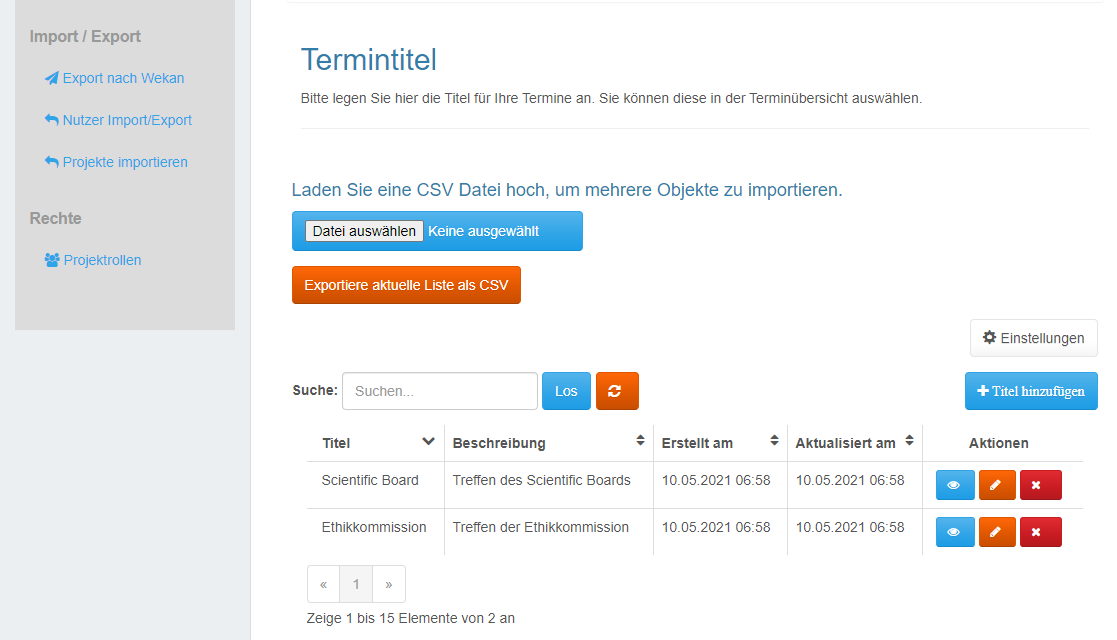 Import / Export
Export nach Wekan
Nutzer Import/Export
Projekte importieren
Rechte
Projektrollen
Termintitel
Bitte legen Sie hier die Titel für Ihre Termine an. Sie können diese in der Terminübersicht auswählen.
Laden Sie eine CSV Datei hoch, um mehrere Objekte zu importieren.
Datei auswählen Keine ausgewählt
Exportiere aktuelle Liste als CSV
Einstellungen
Suche: Suchen... Los Titel hinzufügen
Titel Beschreibung Erstellt am Aktualisiert am Aktionen
Scientific Board Treffen des Scientific Boards 10.05.2021 06:58 10.05.2021 06:58
Ethikkommission Treffen der Ethikkommission 10.05.2021 06:58 10.05.2021 06:58
« 1 »
Zeige 1 bis 15 Elemente von 2 an